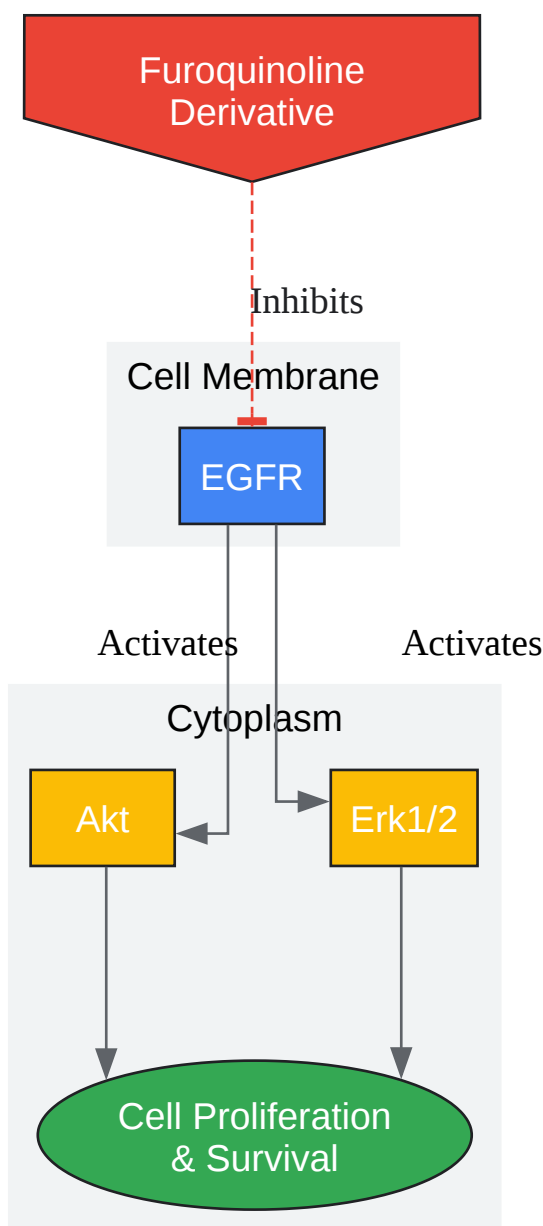 Furoquinoline
Derivative
Inhibits
Cell Membrane
EGFR
Activates
Activates
Cytoplasm
Akt
Erk1/2
Cell Proliferation
& Survival